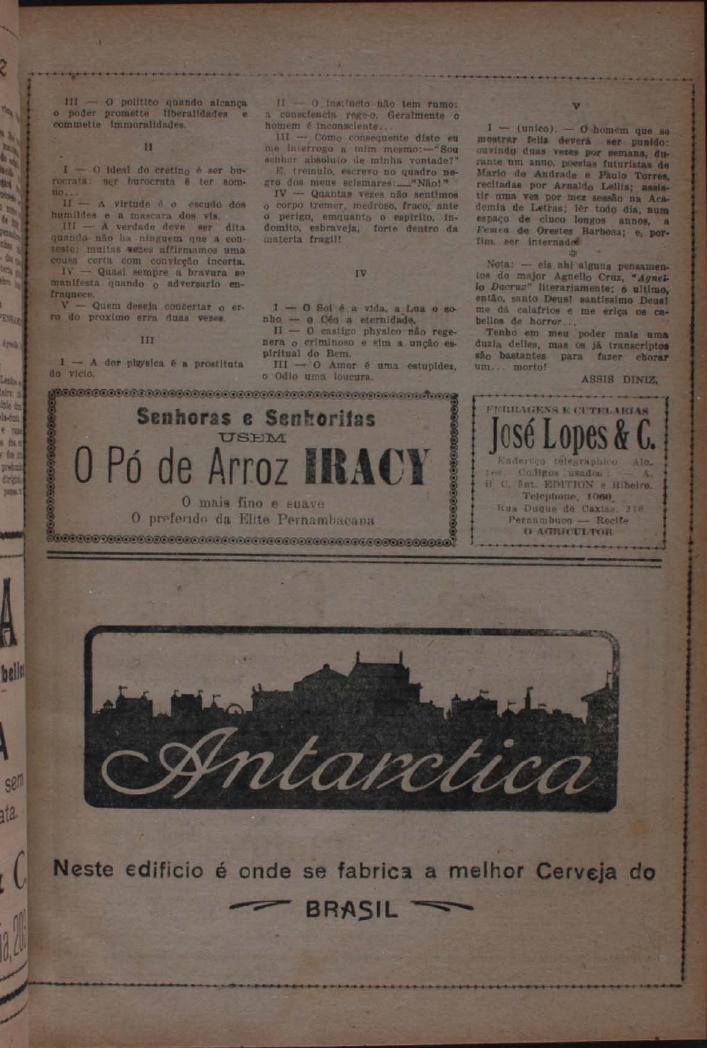 III — O politico quando alcança
o poder promette liberalidades e
commette immoralidades.
II
I — O ideal do cretino é ser bu-
rocrata: ser burocrata é ter som-
no...
II — A virtude é o escudo dos
humildes e a mascara dos vis.
III — A verdade deve ser dita
quando não ha ninguem que a con-
teste; muitas vezes affirmamos uma
cousa certa com convicção incerta.
IV — Quasi sempre a bravura se
manifesta quando o adversario en-
fraquece.
V — Quem deseja concertar o er-
ro do proximo erra duas vezes.
III
I — A dor physica é a prostituta
do vicio.
II — O instincto não tem rumo:
a consciencia rege-o. Geralmente o
homem é inconsciente...
III — Como consequente disto eu
me interrogo a mim mesmo:—"Sou
senhor absoluto de minha vontade?"
E, tremulo, escrevo no quadro ne-
gro dos meus scismares:—"Não!"
IV — Quantas vezes não sentimos
o corpo tremer, medroso, fraco, ante
o perigo, emquanto o espirito, in-
domito, esbraveja, forte dentro da
materia fragil!
IV
I — O Sol é a vida, a Lua o so-
nho — o Céo a eternidade.
II — O castigo physico não rege-
nera o criminoso e sim a uncção es-
piritual do Bem.
III — O Amor é uma estupidez,
o Odio uma loucura.
V
I — (unico). — O homem que se
mostrar feliz deverá ser punido:
ouvindo duas vezes por semana, du-
rante um anno, poesias futuristas de
Mario de Andrade e Paulo Torres,
recitadas por Arnaldo Lellis; assis-
tir uma vez por mez sessão na Aca-
demia de Letras; lêr todo dia, num
espaço de cinco longos annos, a
de Orestes Barbosa; e, por-
fim, ser internado
Nota: — eis ahi alguns pensamen-
tos do major Agnello Cruz, "Agnel-
lo Ducruz" literariamente; o ultimo,
então, santo Deus! santissimo Deus!
me dá calafrios e me eriça os ca-
bellos de horror...
Tenho em meu poder mais uma
duzia delles, mas os já transcriptos
são bastantes para fazer chorar
um... morto!
ASSIS DINIZ.
Senhoras e Senhoritas
USEM
O Pó de Arroz IRACY
O mais fino e suave
O preferido da Elite Pernambucana
FERRAGENS E CUTELARIAS
José Lopes & C.
Endereço telegraphico Alo-
pes Codigos usados: — A.
B. C. 5nt. EDITION e Ribeiro.
Telephone, 1060
Rua Duque de Caxias, 316
Pernambuco — Recife
O AGRICULTOR
Antarctica
Neste edificio é onde se fabrica a melhor Cerveja do
BRASIL